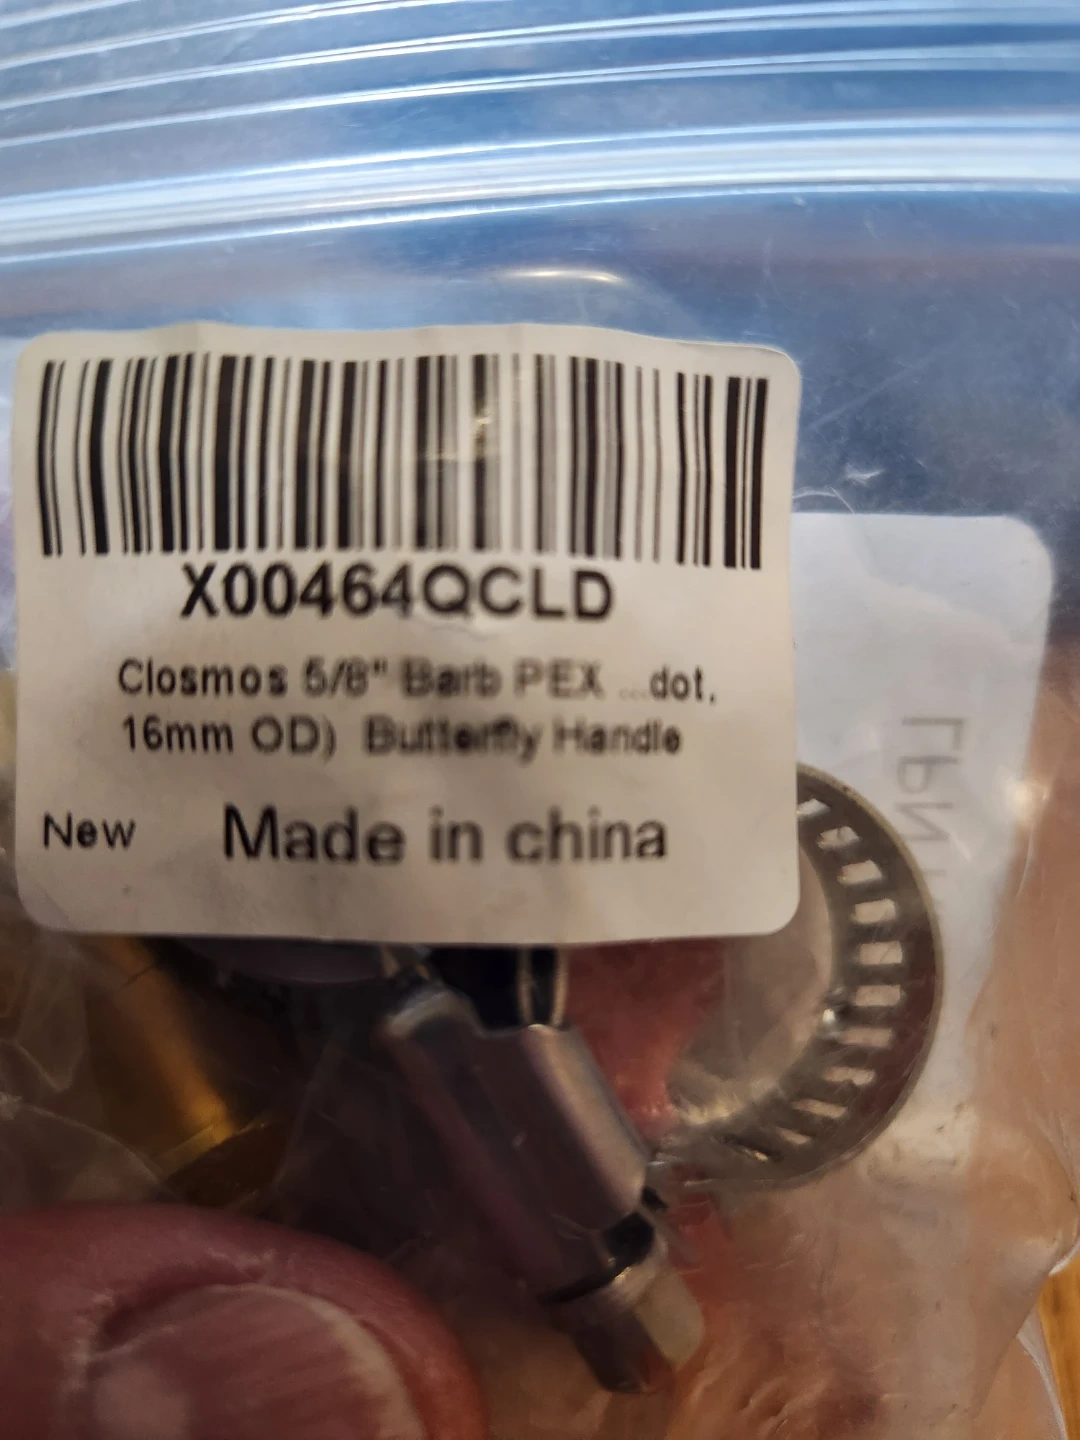 X00464QCLD
Closmos 5/8" Barb PEX ...dot,
16mm OD) Butterfly Handle
New Made in china